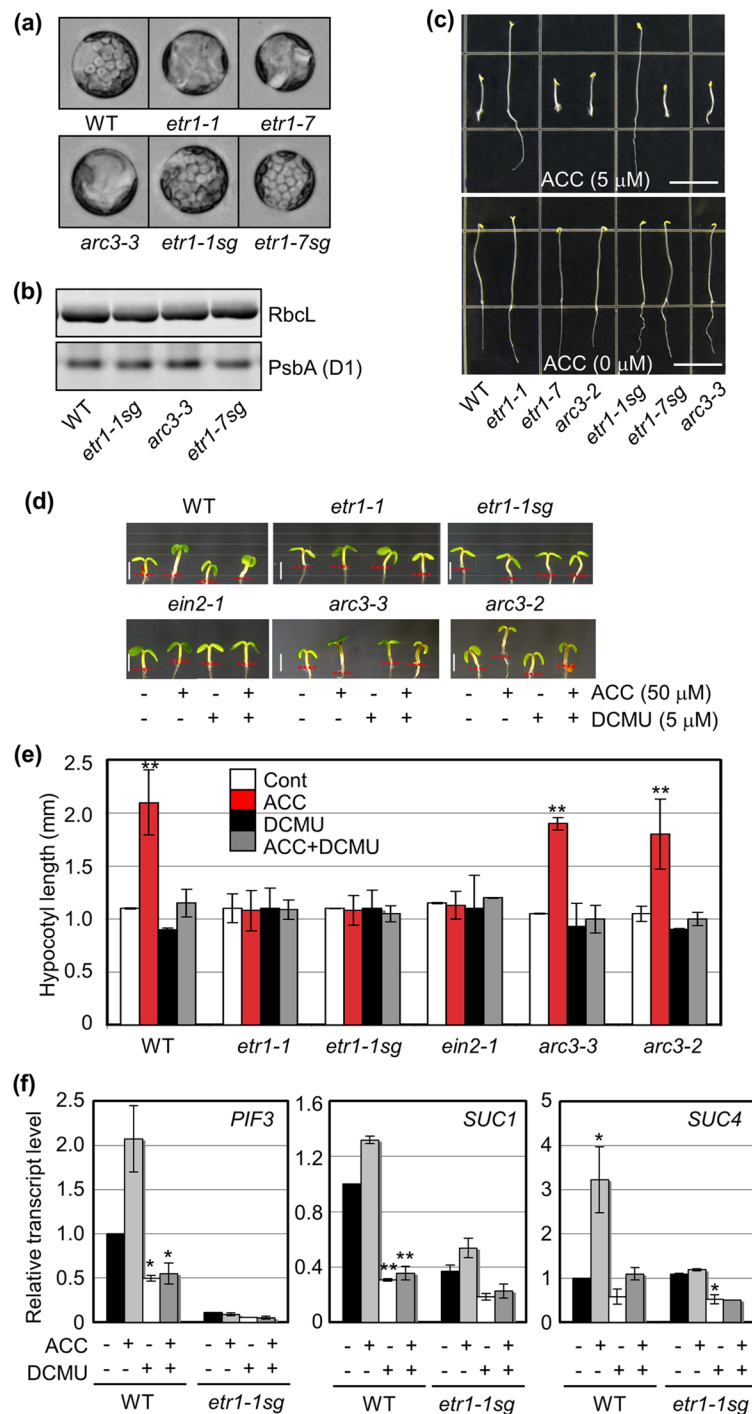 (a)
WT etr1-1 etr1-7
arc3-3 etr1-1sg etr1-7sg
(b)
RbcL
PsbA (D1)
WT etr1-1sg arc3-3 etr1-7sg
(c)
ACC (5 µM)
ACC (0 µM)
WT etr1-1 etr1-7 arc3-2 etr1-1sg etr1-7sg arc3-3
(d)
WT etr1-1 etr1-1sg
ein2-1 arc3-3 arc3-2
- + - + - + - + - + - + ACC (50 µM)
- - + + - - + + - - + + DCMU (5 µM)
(e)
Hypocotyl length (mm)
2.5
2.0
1.5
1.0
0.5
0
** ** **
Cont
ACC
DCMU
ACC+DCMU
WT etr1-1 etr1-1sg ein2-1 arc3-3 arc3-2
(f)
Relative transcript level
PIF3
2.5
2.0
1.5
1.0
0.5
0
* *
ACC - + - + - + - +
DCMU - - + + - - + +
WT etr1-1sg
SUC1
1.6
1.2
0.8
0.4
0
** **
- + - + - + - +
- - + + - - + +
WT etr1-1sg
SUC4
5
4
3
2
1
0
* *
- + - + - + - +
- - + + - - + +
WT etr1-1sg